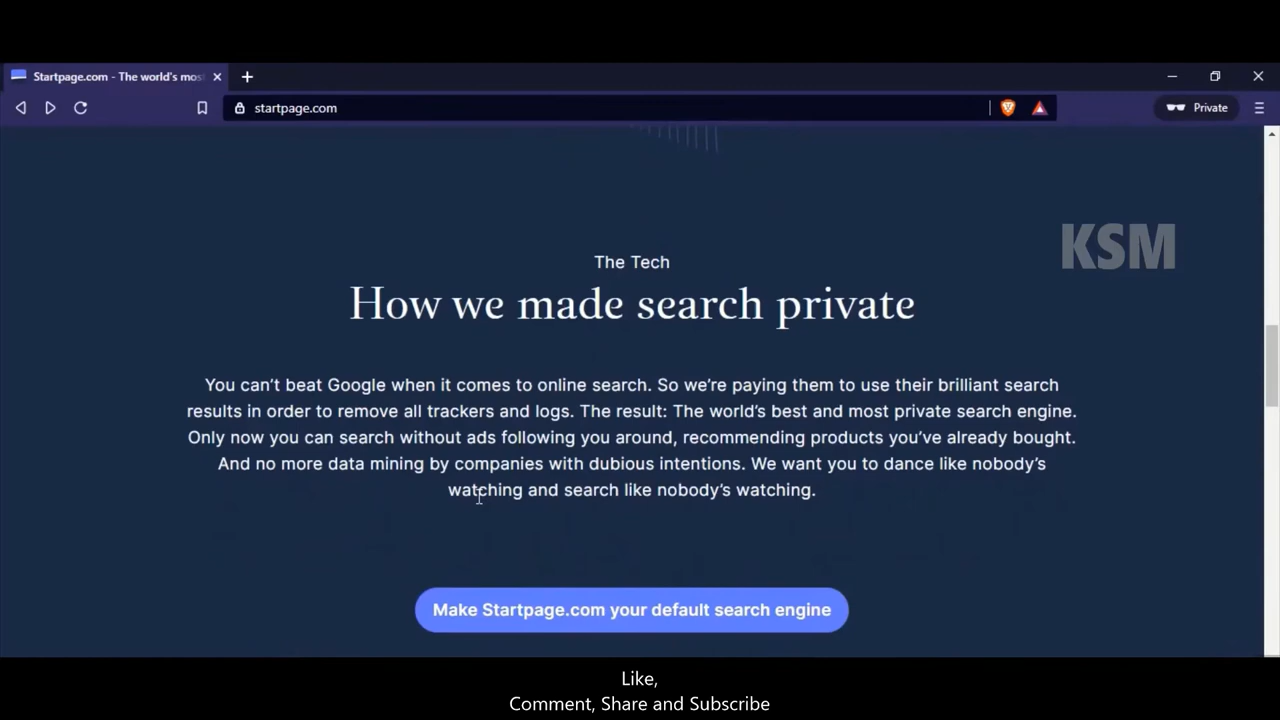 Startpage.com - The world's mos
startpage.com
Private
KSM
The Tech
How we made search private
You can’t beat Google when it comes to online search. So we’re paying them to use their brilliant search
results in order to remove all trackers and logs. The result: The world’s best and most private search engine.
Only now you can search without ads following you around, recommending products you’ve already bought.
And no more data mining by companies with dubious intentions. We want you to dance like nobody’s
watching and search like nobody’s watching.
Make Startpage.com your default search engine
Like,
Comment, Share and Subscribe